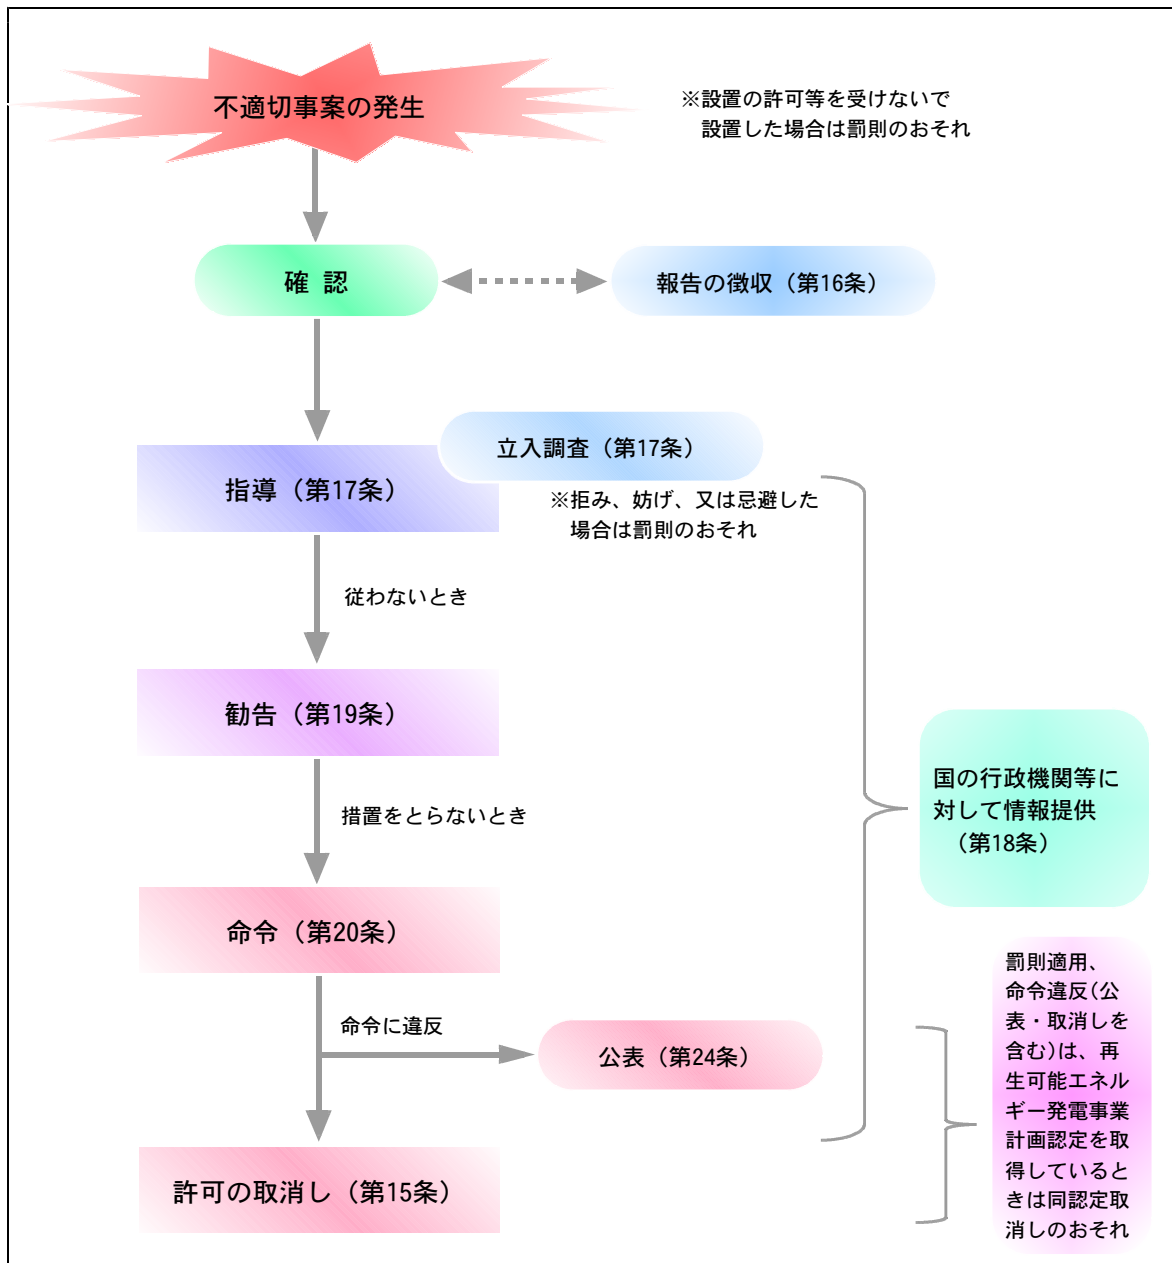 不適切事案の発生
※設置の許可等を受けないで
設置した場合は罰則のおそれ
確 認
報告の徴収（第16条）
立入調査（第17条）
指導（第17条）
※拒み、妨げ、又は忌避した
場合は罰則のおそれ
従わないとき
勧告（第19条）
措置をとらないとき
国の行政機関等に
対して情報提供
（第18条）
命令（第20条）
命令に違反
公表（第24条）
許可の取消し（第15条）
罰則適用、
命令違反(公
表・取消しを
含む)は、再
生可能エネル
ギー発電事業
計画認定を取
得していると
きは同認定取
消しのおそれ